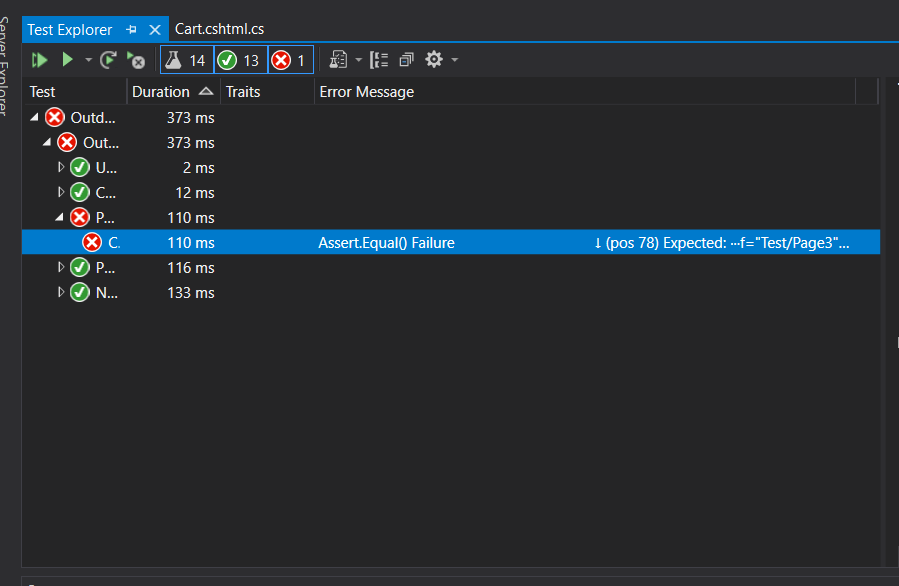 Server Explorer
Test Explorer Cart.cshtml.cs
14 13 1
Test Duration Traits Error Message
Outd... 373 ms
Out... 373 ms
U... 2 ms
C... 12 ms
P... 110 ms
C. 110 ms Assert.Equal() Failure ↓ (pos 78) Expected: ···f="Test/Page3"...
P... 116 ms
N... 133 ms